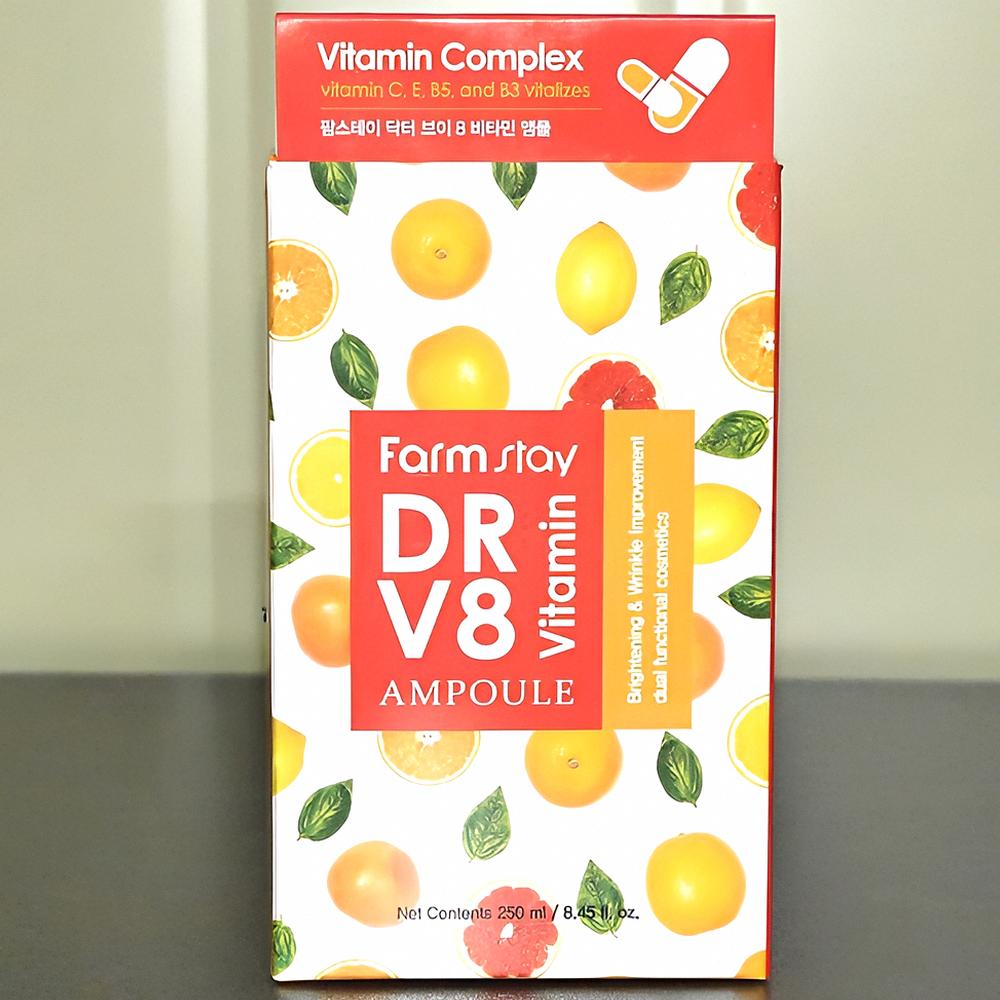 Vitamin Complex
vitamin C, E, B5, and B3 vitalizes
팜스테이 닥터 브이 8 비타민 앰플
Farm stay
DR
V8
Vitamin
AMPOULE
Brightening & Wrinkle Improvement
dual functional cosmetics
Net Contents 250 ml / 8.45 fl. oz.